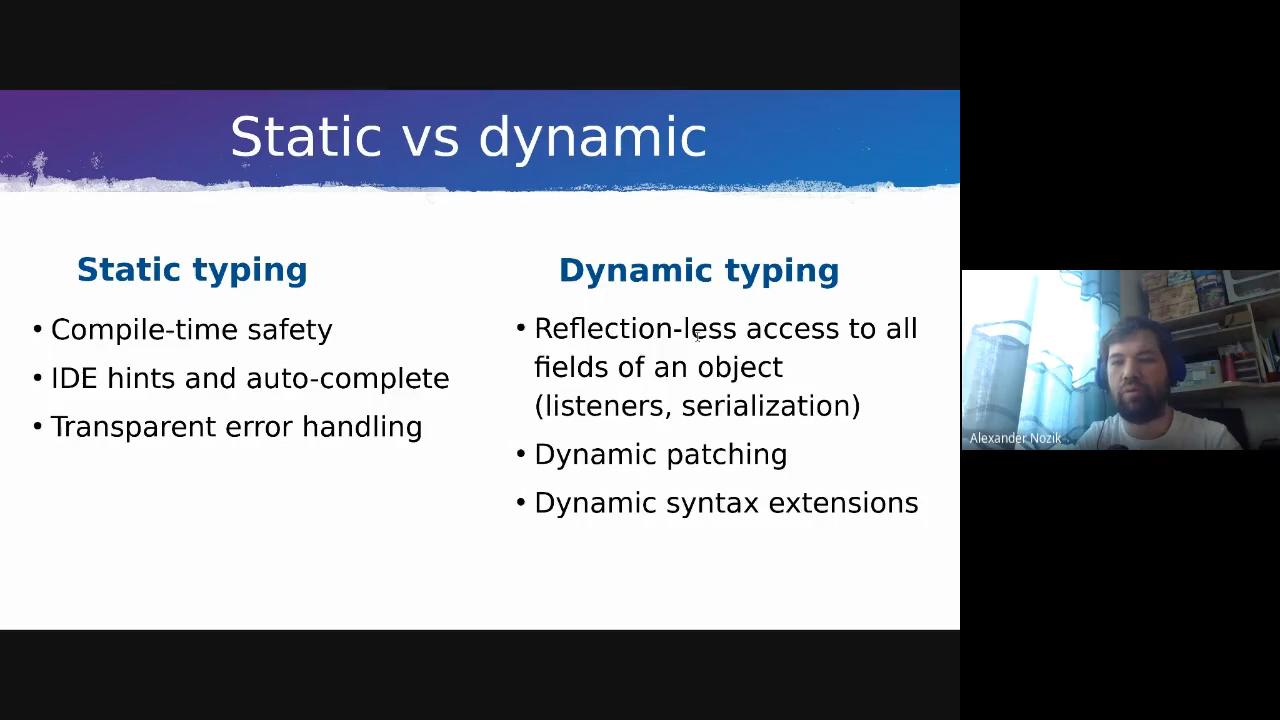 Static vs dynamic
Static typing
• Compile-time safety
• IDE hints and auto-complete
• Transparent error handling
Dynamic typing
• Reflection-less access to all
fields of an object
(listeners, serialization)
• Dynamic patching
• Dynamic syntax extensions
Alexander Nozik